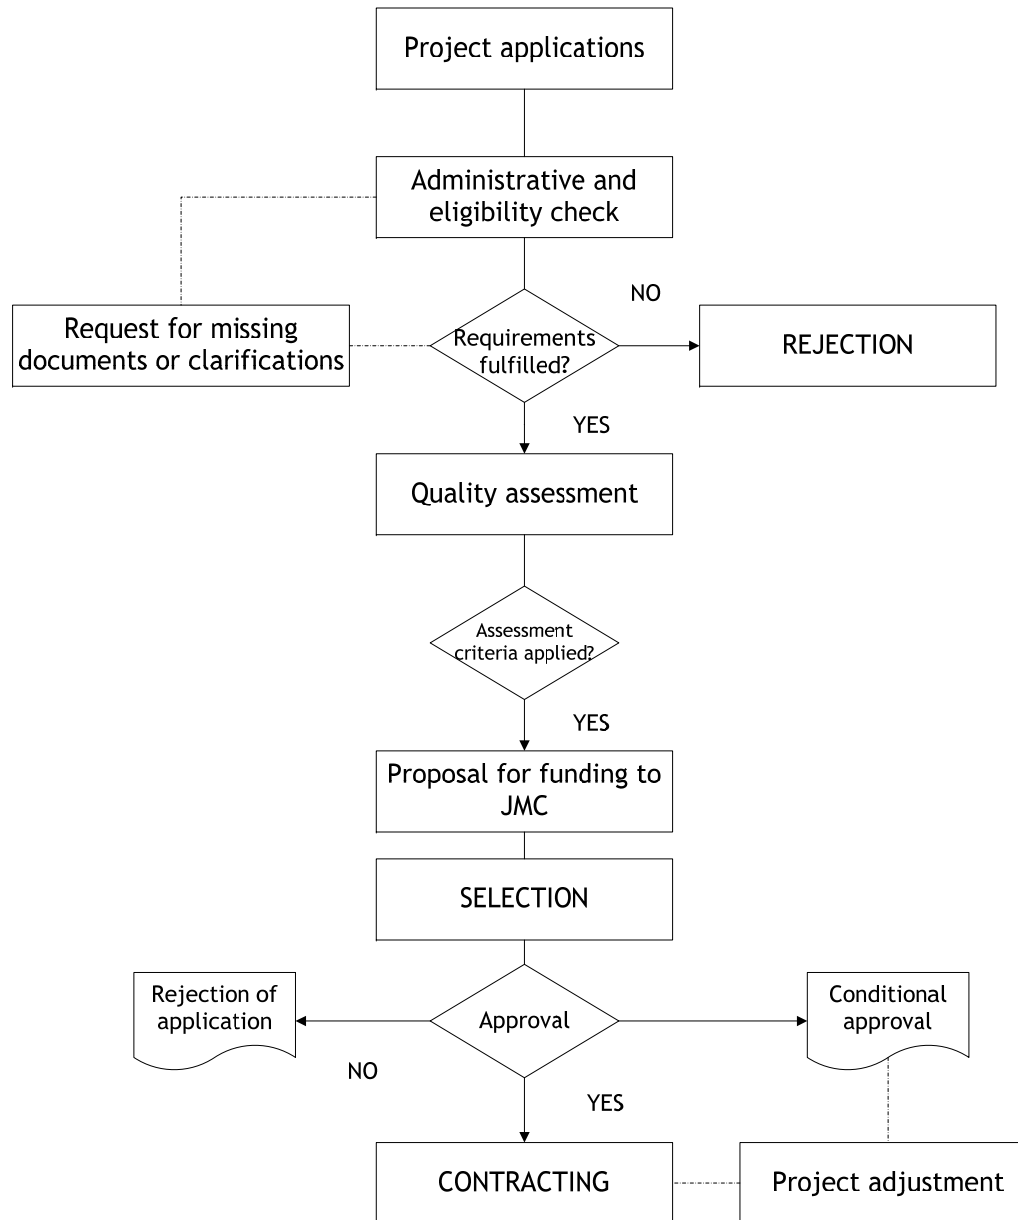 Project applications
Administrative and
eligibility check
NO
Request for missing
documents or clarifications
Requirements
fulfilled?
REJECTION
YES
Quality assessment
Assessment
criteria applied?
YES
Proposal for funding to
JMC
SELECTION
Rejection of
application
Approval
Conditional
approval
NO
YES
CONTRACTING
Project adjustment